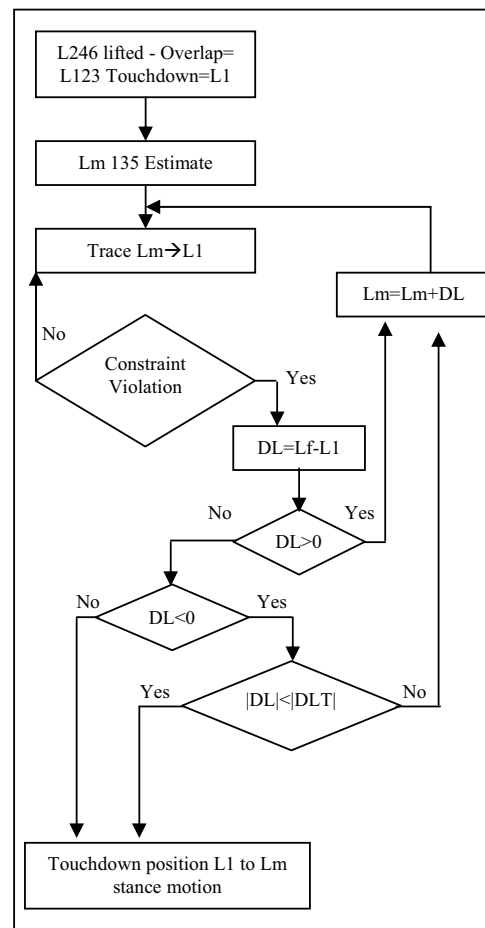 L246 lifted - Overlap=
L123 Touchdown=L1
Lm 135 Estimate
Trace Lm→L1
Lm=Lm+DL
No
Constraint
Violation
Yes
DL=Lf-L1
No
Yes
DL>0
No
Yes
DL<0
Yes
|DL|<|DLT|
No
Touchdown position L1 to Lm
stance motion